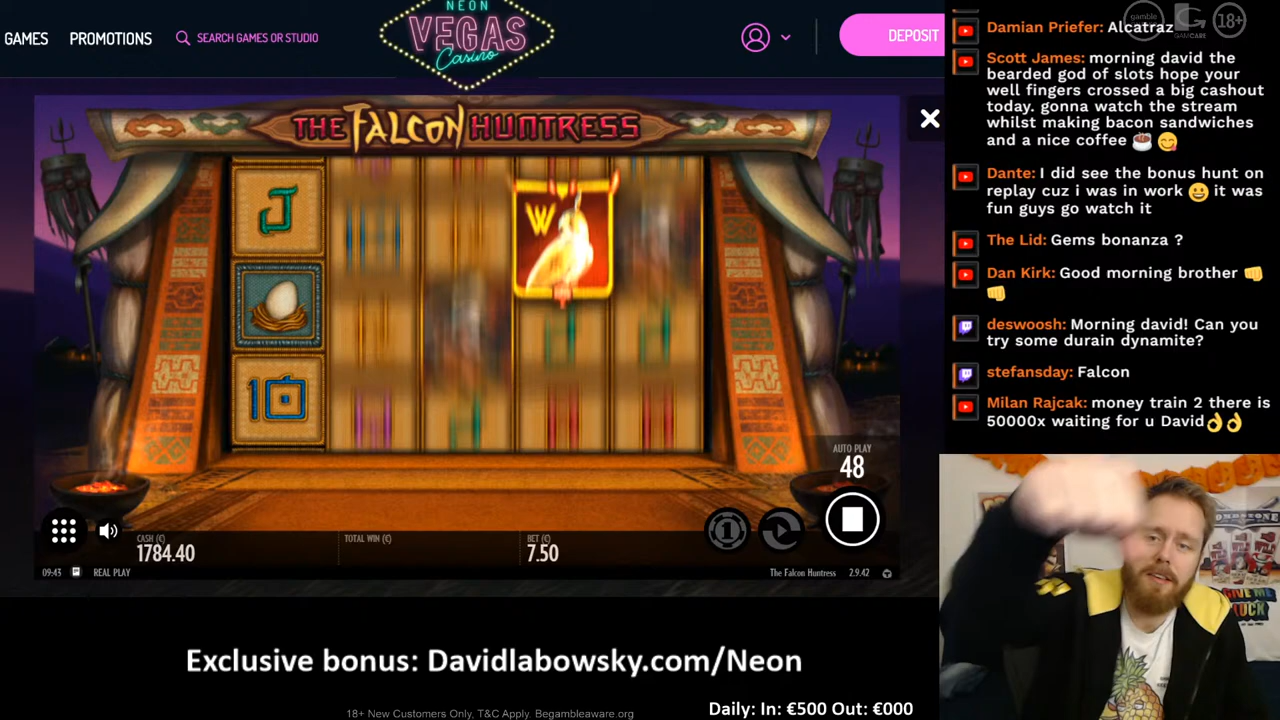 GAMES
PROMOTIONS
SEARCH GAMES OR STUDIO
NEON
VEGAS
Casino
DEPOSIT
THE FALCON HUNTRESS
J
W
10
AUTO PLAY
48
CASH (€)
1784.40
TOTAL WIN (€)
BET (€)
7.50
09:43
REAL PLAY
The Falcon Huntress
2.9.42
Exclusive bonus: Davidlabowsky.com/Neon
18+ New Customers Only, T&C Apply. Begambleaware.org
Daily: In: €500 Out: €000
Damian Priefer: Alcatraz
gamble
GAMCARE
18+
Scott James: morning david the
bearded god of slots hope your
well fingers crossed a big cashout
today. gonna watch the stream
whilst making bacon sandwiches
and a nice coffee ☕ 😋
Dante: I did see the bonus hunt on
replay cuz i was in work 😀 it was
fun guys go watch it
The Lid: Gems bonanza ?
Dan Kirk: Good morning brother 👊
👊
deswoosh: Morning david! Can you
try some durain dynamite?
stefansday: Falcon
Milan Rajcak: money train 2 there is
50000x waiting for u David👌👌
GIVE ME
LUCK